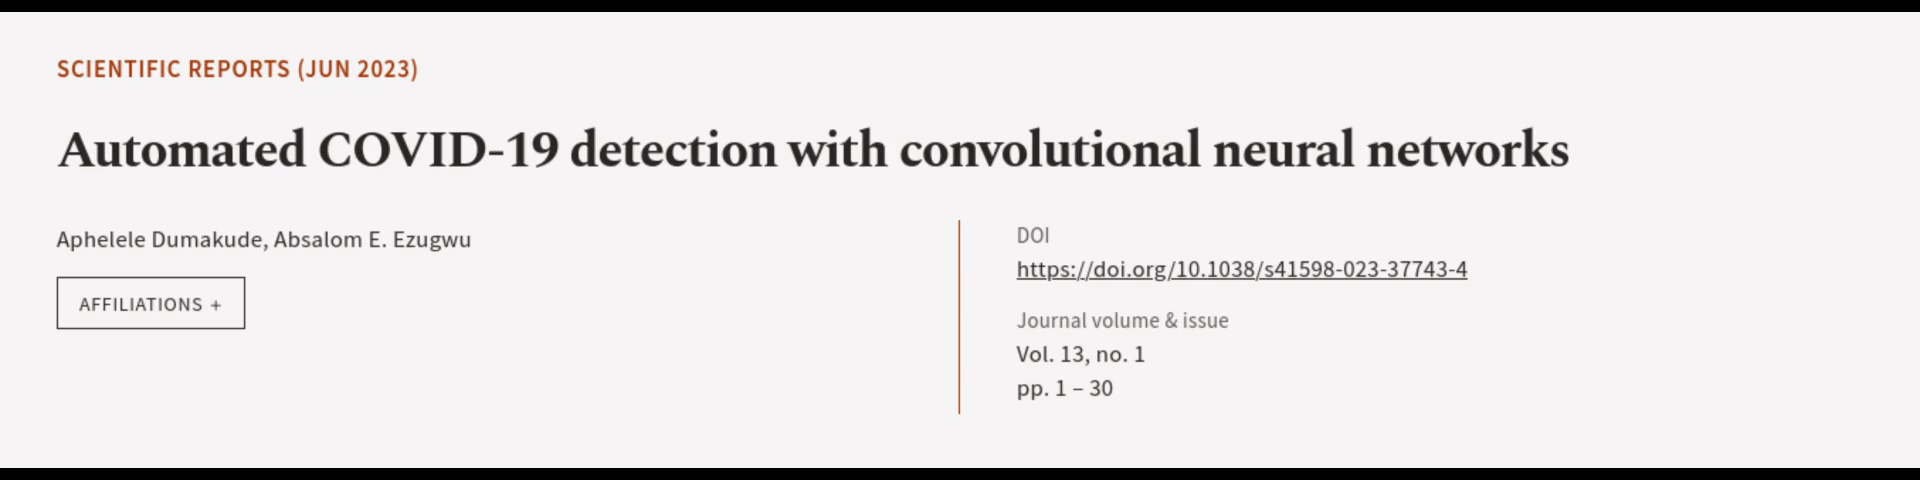 SCIENTIFIC REPORTS (JUN 2023)
Automated COVID-19 detection with convolutional neural networks
Aphelele Dumakude, Absalom E. Ezugwu
AFFILIATIONS +
DOI
https://doi.org/10.1038/s41598-023-37743-4
Journal volume & issue
Vol. 13, no. 1
pp. 1 – 30